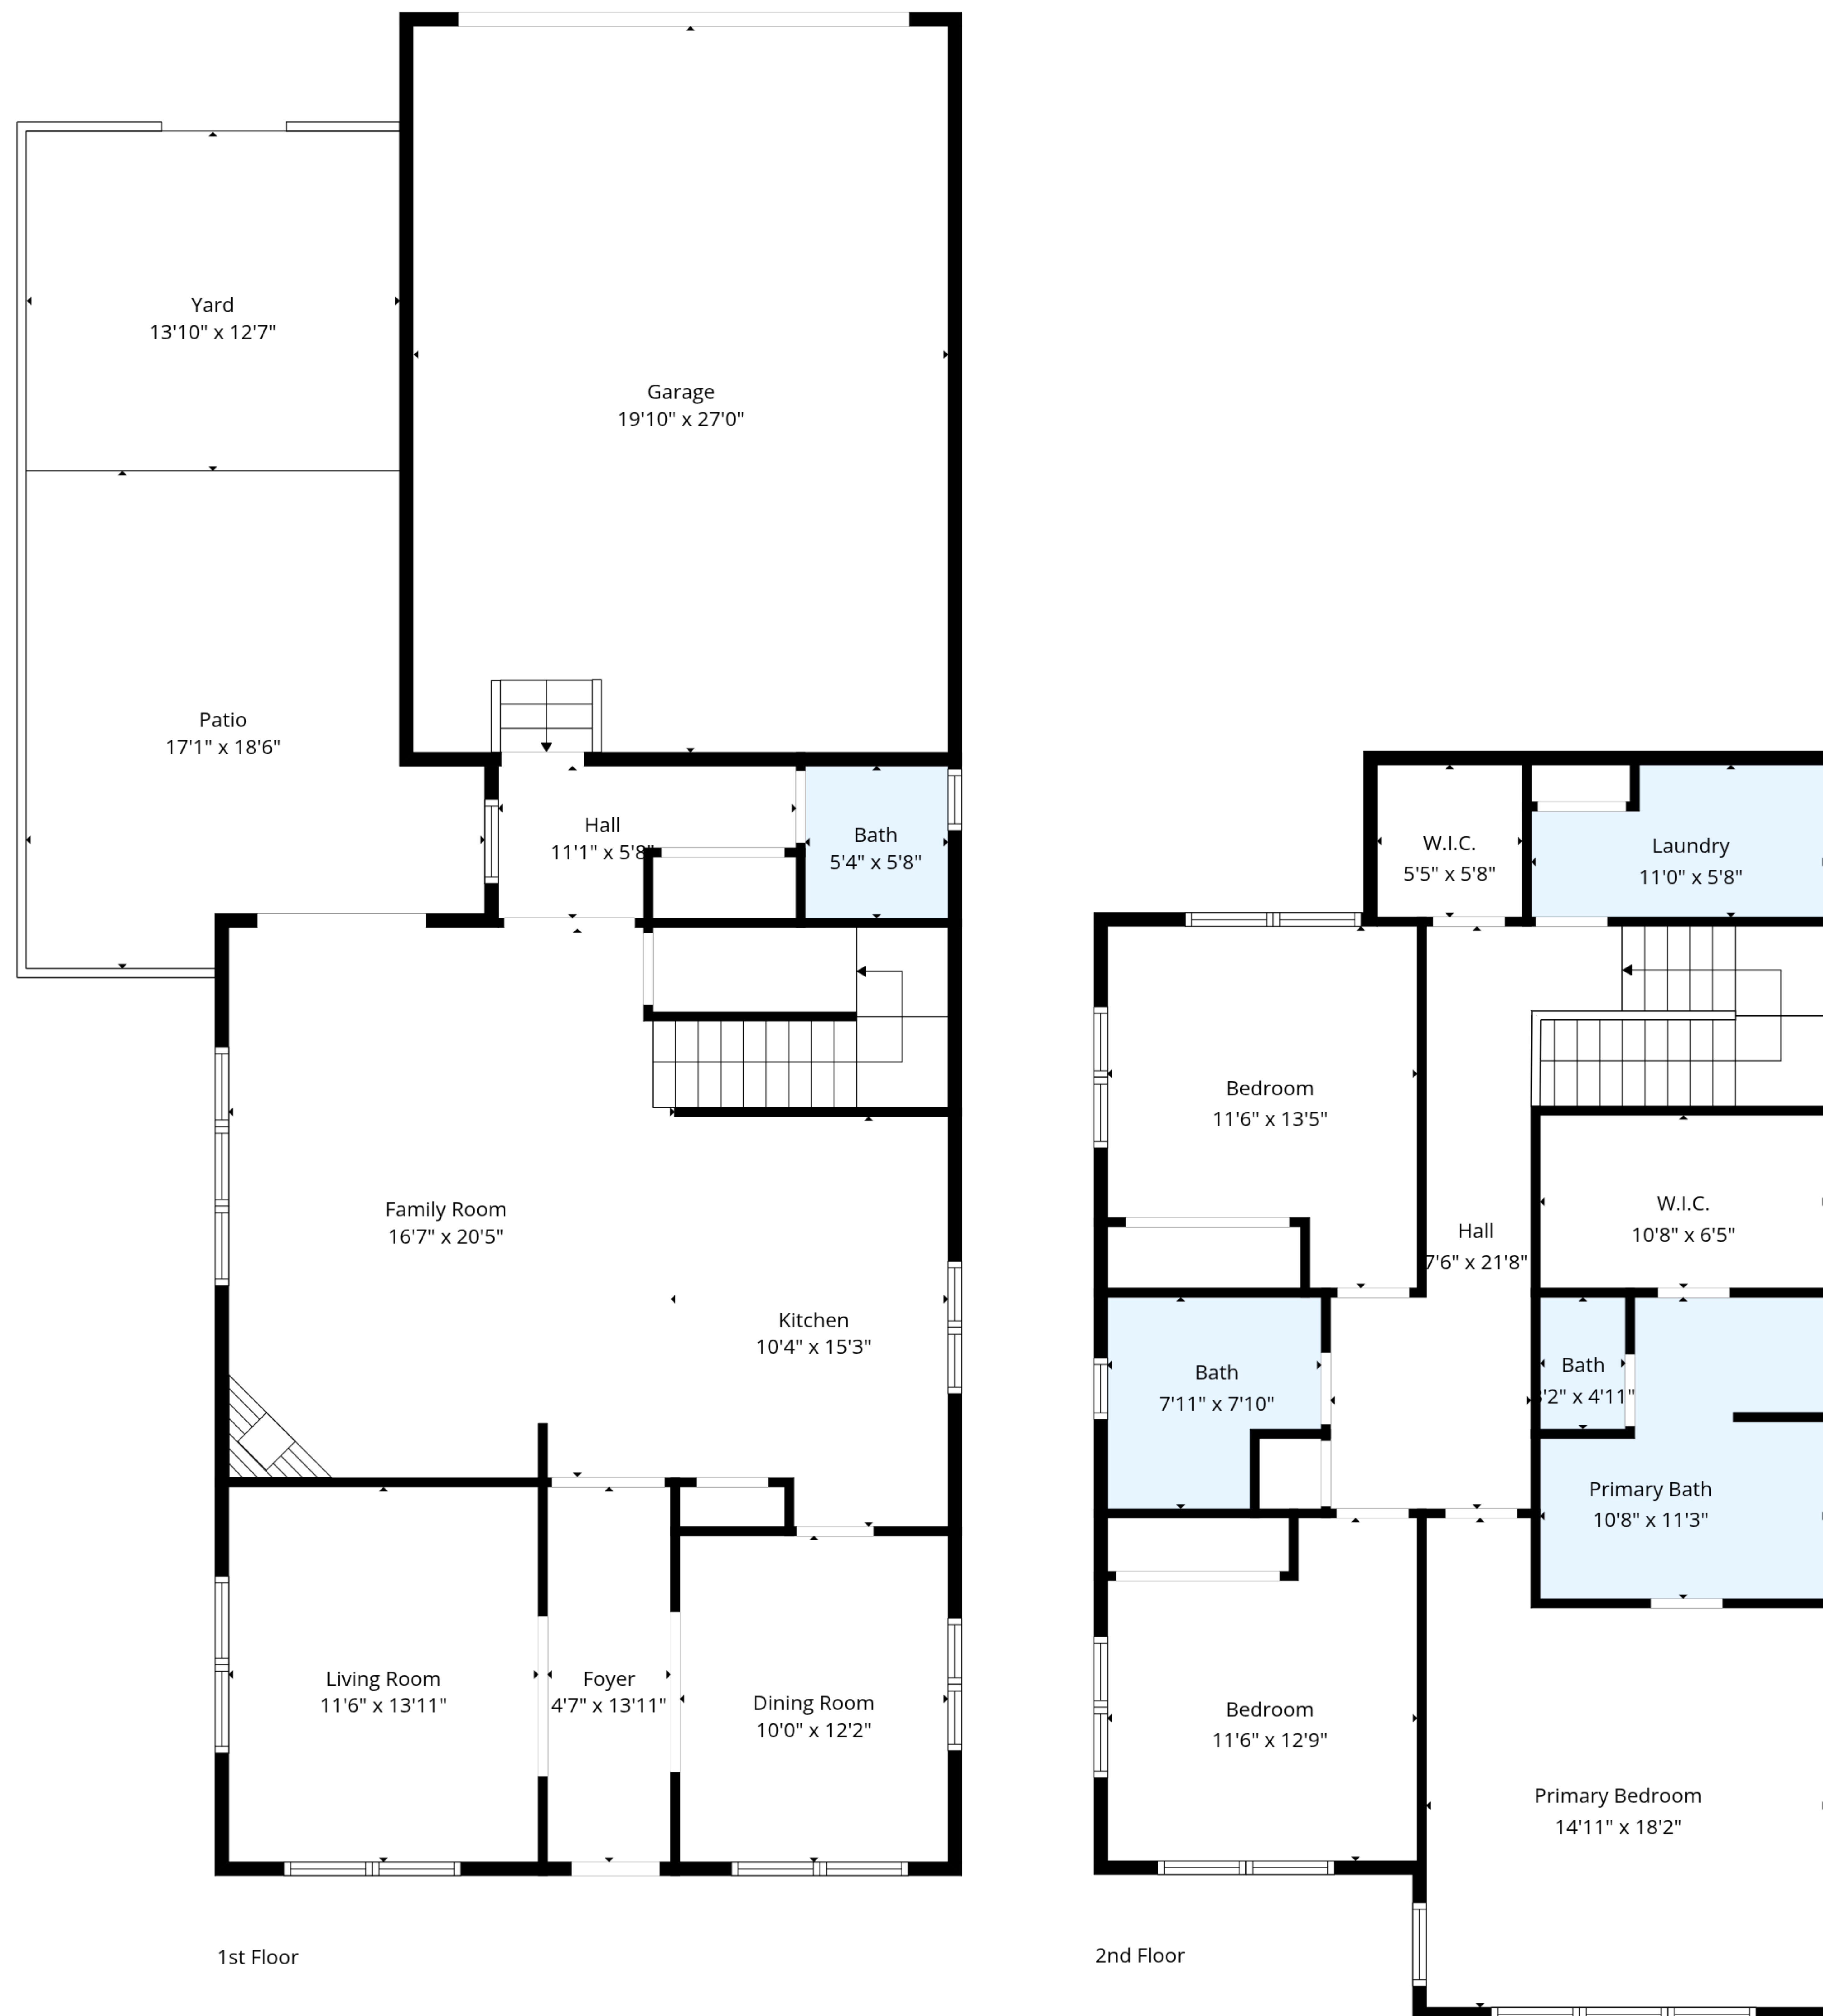 Yard
13'10" x 12'7"
Garage
19'10" x 27'0"
Patio
17'1" x 18'6"
Hall
11'1" x 5'8"
Bath
5'4" x 5'8"
Family Room
16'7" x 20'5"
Kitchen
10'4" x 15'3"
Living Room
11'6" x 13'11"
Foyer
4'7" x 13'11"
Dining Room
10'0" x 12'2"
1st Floor
W.I.C.
5'5" x 5'8"
Laundry
11'0" x 5'8"
Bedroom
11'6" x 13'5"
W.I.C.
10'8" x 6'5"
Hall
7'6" x 21'8"
Bath
7'11" x 7'10"
Bath
x 4'11"
Primary Bath
10'8" x 11'3"
Bedroom
11'6" x 12'9"
Primary Bedroom
14'11" x 18'2"
2nd Floor